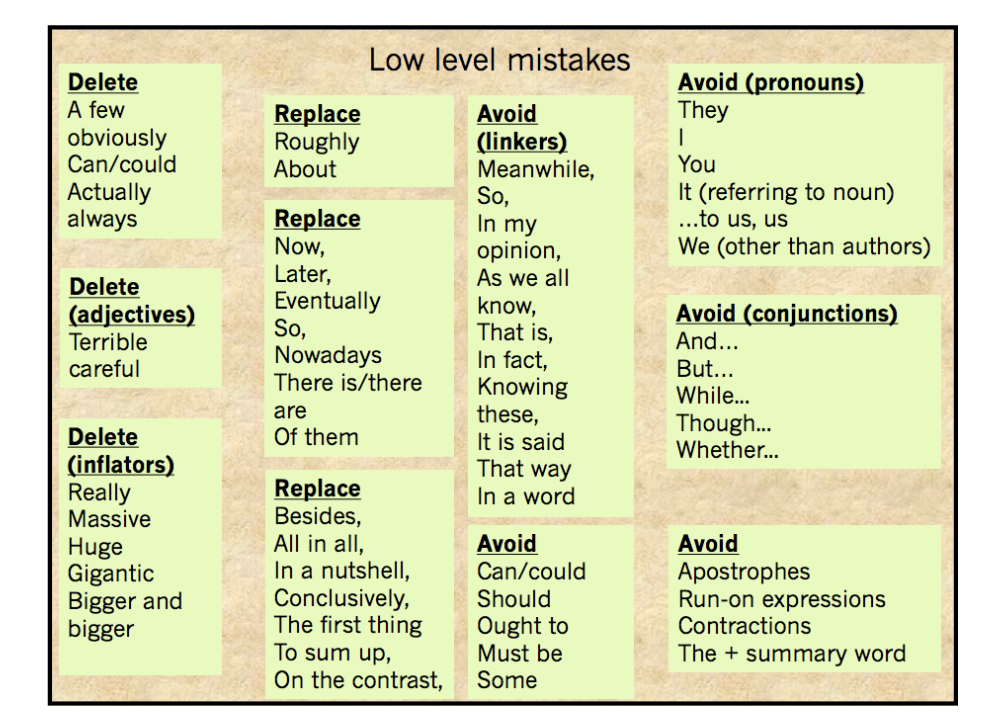 Low level mistakes
Delete
A few
obviously
Can/could
Actually
always
Delete
(adjectives)
Terrible
careful
Delete
(inflators)
Really
Massive
Huge
Gigantic
Bigger and
bigger
Replace
Roughly
About
Replace
Now,
Later,
Eventually
So,
Nowadays
There is/there
are
Of them
Replace
Besides,
All in all,
In a nutshell,
Conclusively,
The first thing
To sum up,
On the contrast,
Avoid
(linkers)
Meanwhile,
So,
In my
opinion,
As we all
know,
That is,
In fact,
Knowing
these,
It is said
That way
In a word
Avoid
Can/could
Should
Ought to
Must be
Some
Avoid (pronouns)
They
I
You
It (referring to noun)
...to us, us
We (other than authors)
Avoid (conjunctions)
And...
But...
While...
Though...
Whether...
Avoid
Apostrophes
Run-on expressions
Contractions
The + summary word